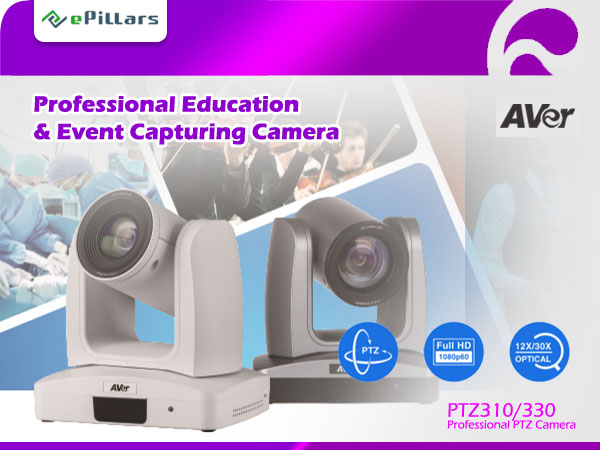 ePillars
Professional Education
& Event Capturing Camera
AVer
PTZ
Full HD
1080p60
12X/30X
OPTICAL
AVer
PTZ310/330
Professional PTZ Camera